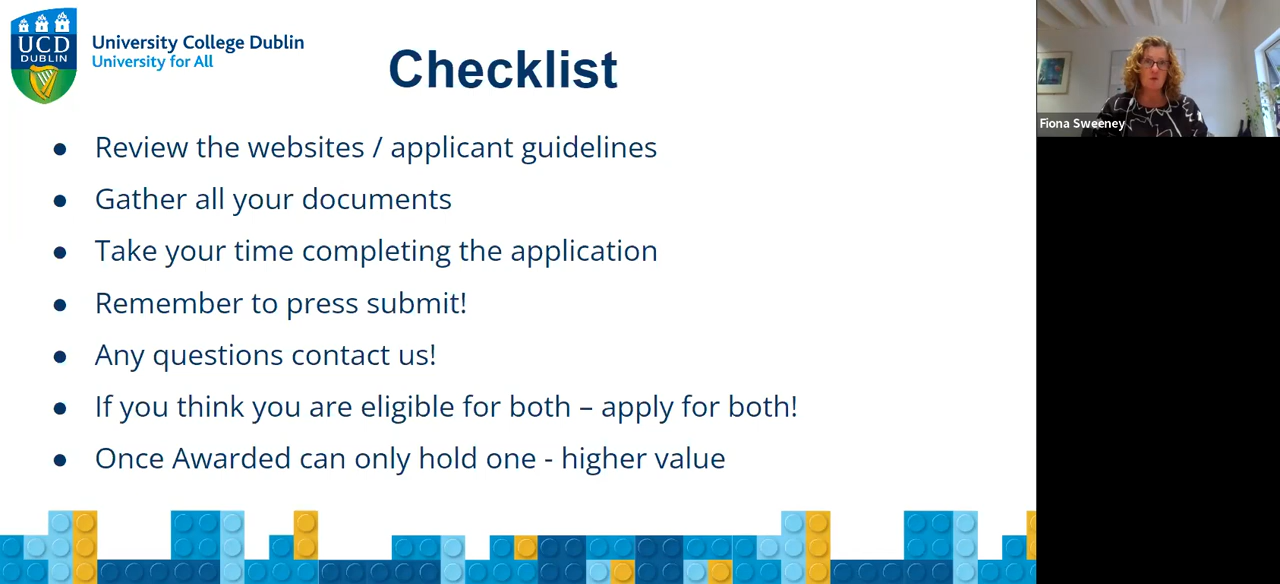 UCD
DUBLIN
University College Dublin
University for All
Checklist
● Review the websites / applicant guidelines
● Gather all your documents
● Take your time completing the application
● Remember to press submit!
● Any questions contact us!
● If you think you are eligible for both – apply for both!
● Once Awarded can only hold one - higher value
Fiona Sweeney